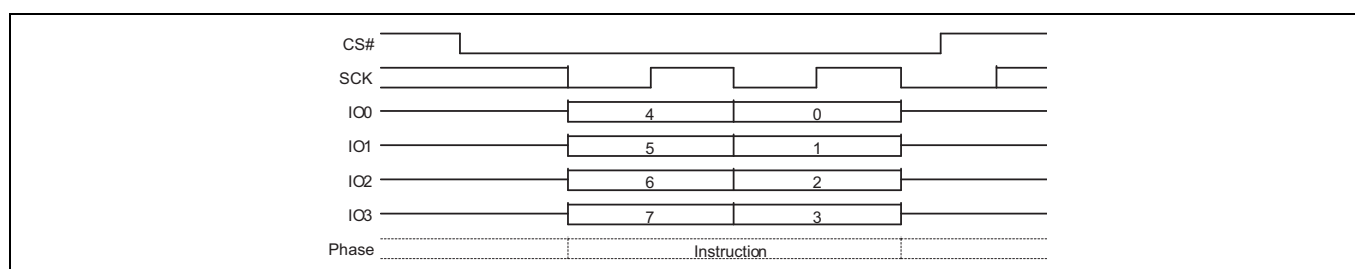 CS#
SCK
IO0 4 0
IO1 5 1
IO2 6 2
IO3 7 3
Phase Instruction